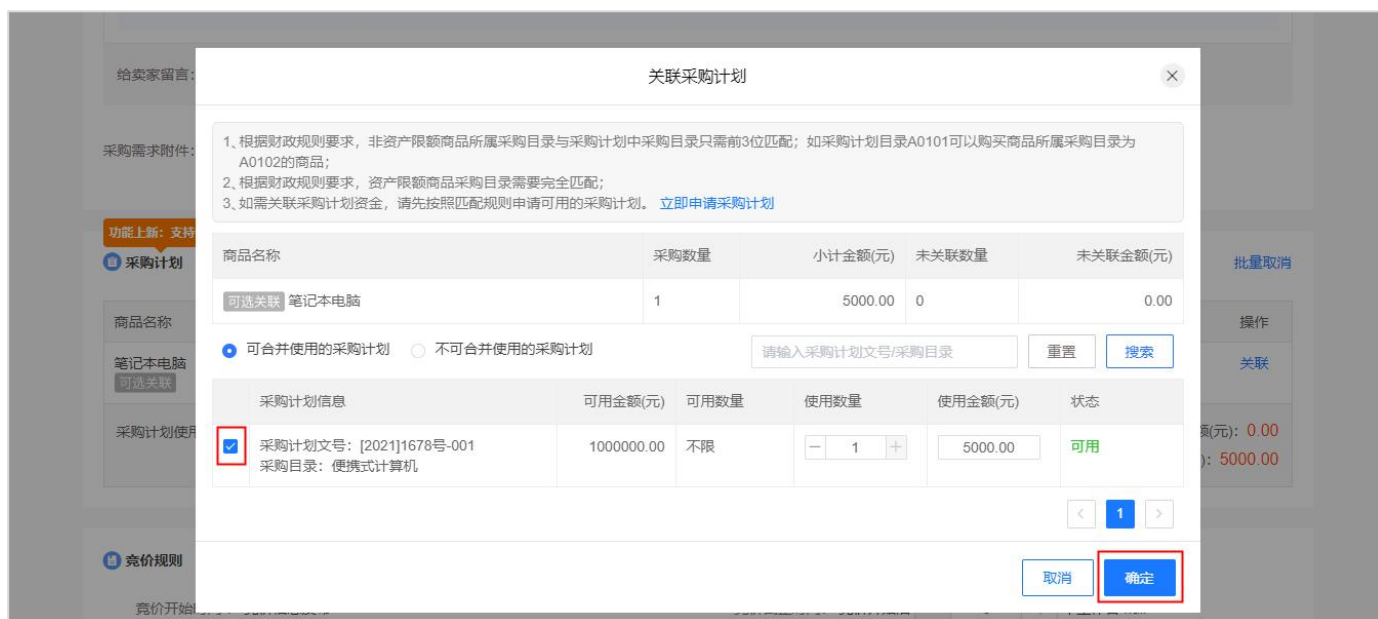 给卖家留言:
关联采购计划
采购需求附件:
1、根据财政规则要求，非资产限额商品所属采购目录与采购计划中采购目录只需前3位匹配；如采购计划目录A0101可以购买商品所属采购目录为
A0102的商品；
2、根据财政规则要求，资产限额商品采购目录需要完全匹配；
3、如需关联采购计划资金，请先按照匹配规则申请可用的采购计划。 立即申请采购计划
功能上新：支持
采购计划
批量取消
商品名称 采购数量 小计金额(元) 未关联数量 未关联金额(元)
可选关联 笔记本电脑 1 5000.00 0 0.00
商品名称 操作
可合并使用的采购计划 不可合并使用的采购计划 请输入采购计划文号/采购目录 重置 搜索
笔记本电脑 关联
可选关联
采购计划信息 可用金额(元) 可用数量 使用数量 使用金额(元) 状态
采购计划使用
采购计划文号：[2021]1678号-001 1000000.00 不限 － 1 + 5000.00 可用
采购目录：便携式计算机
(元): 0.00
): 5000.00
< 1 >
竞价规则
取消 确定
竞价开始